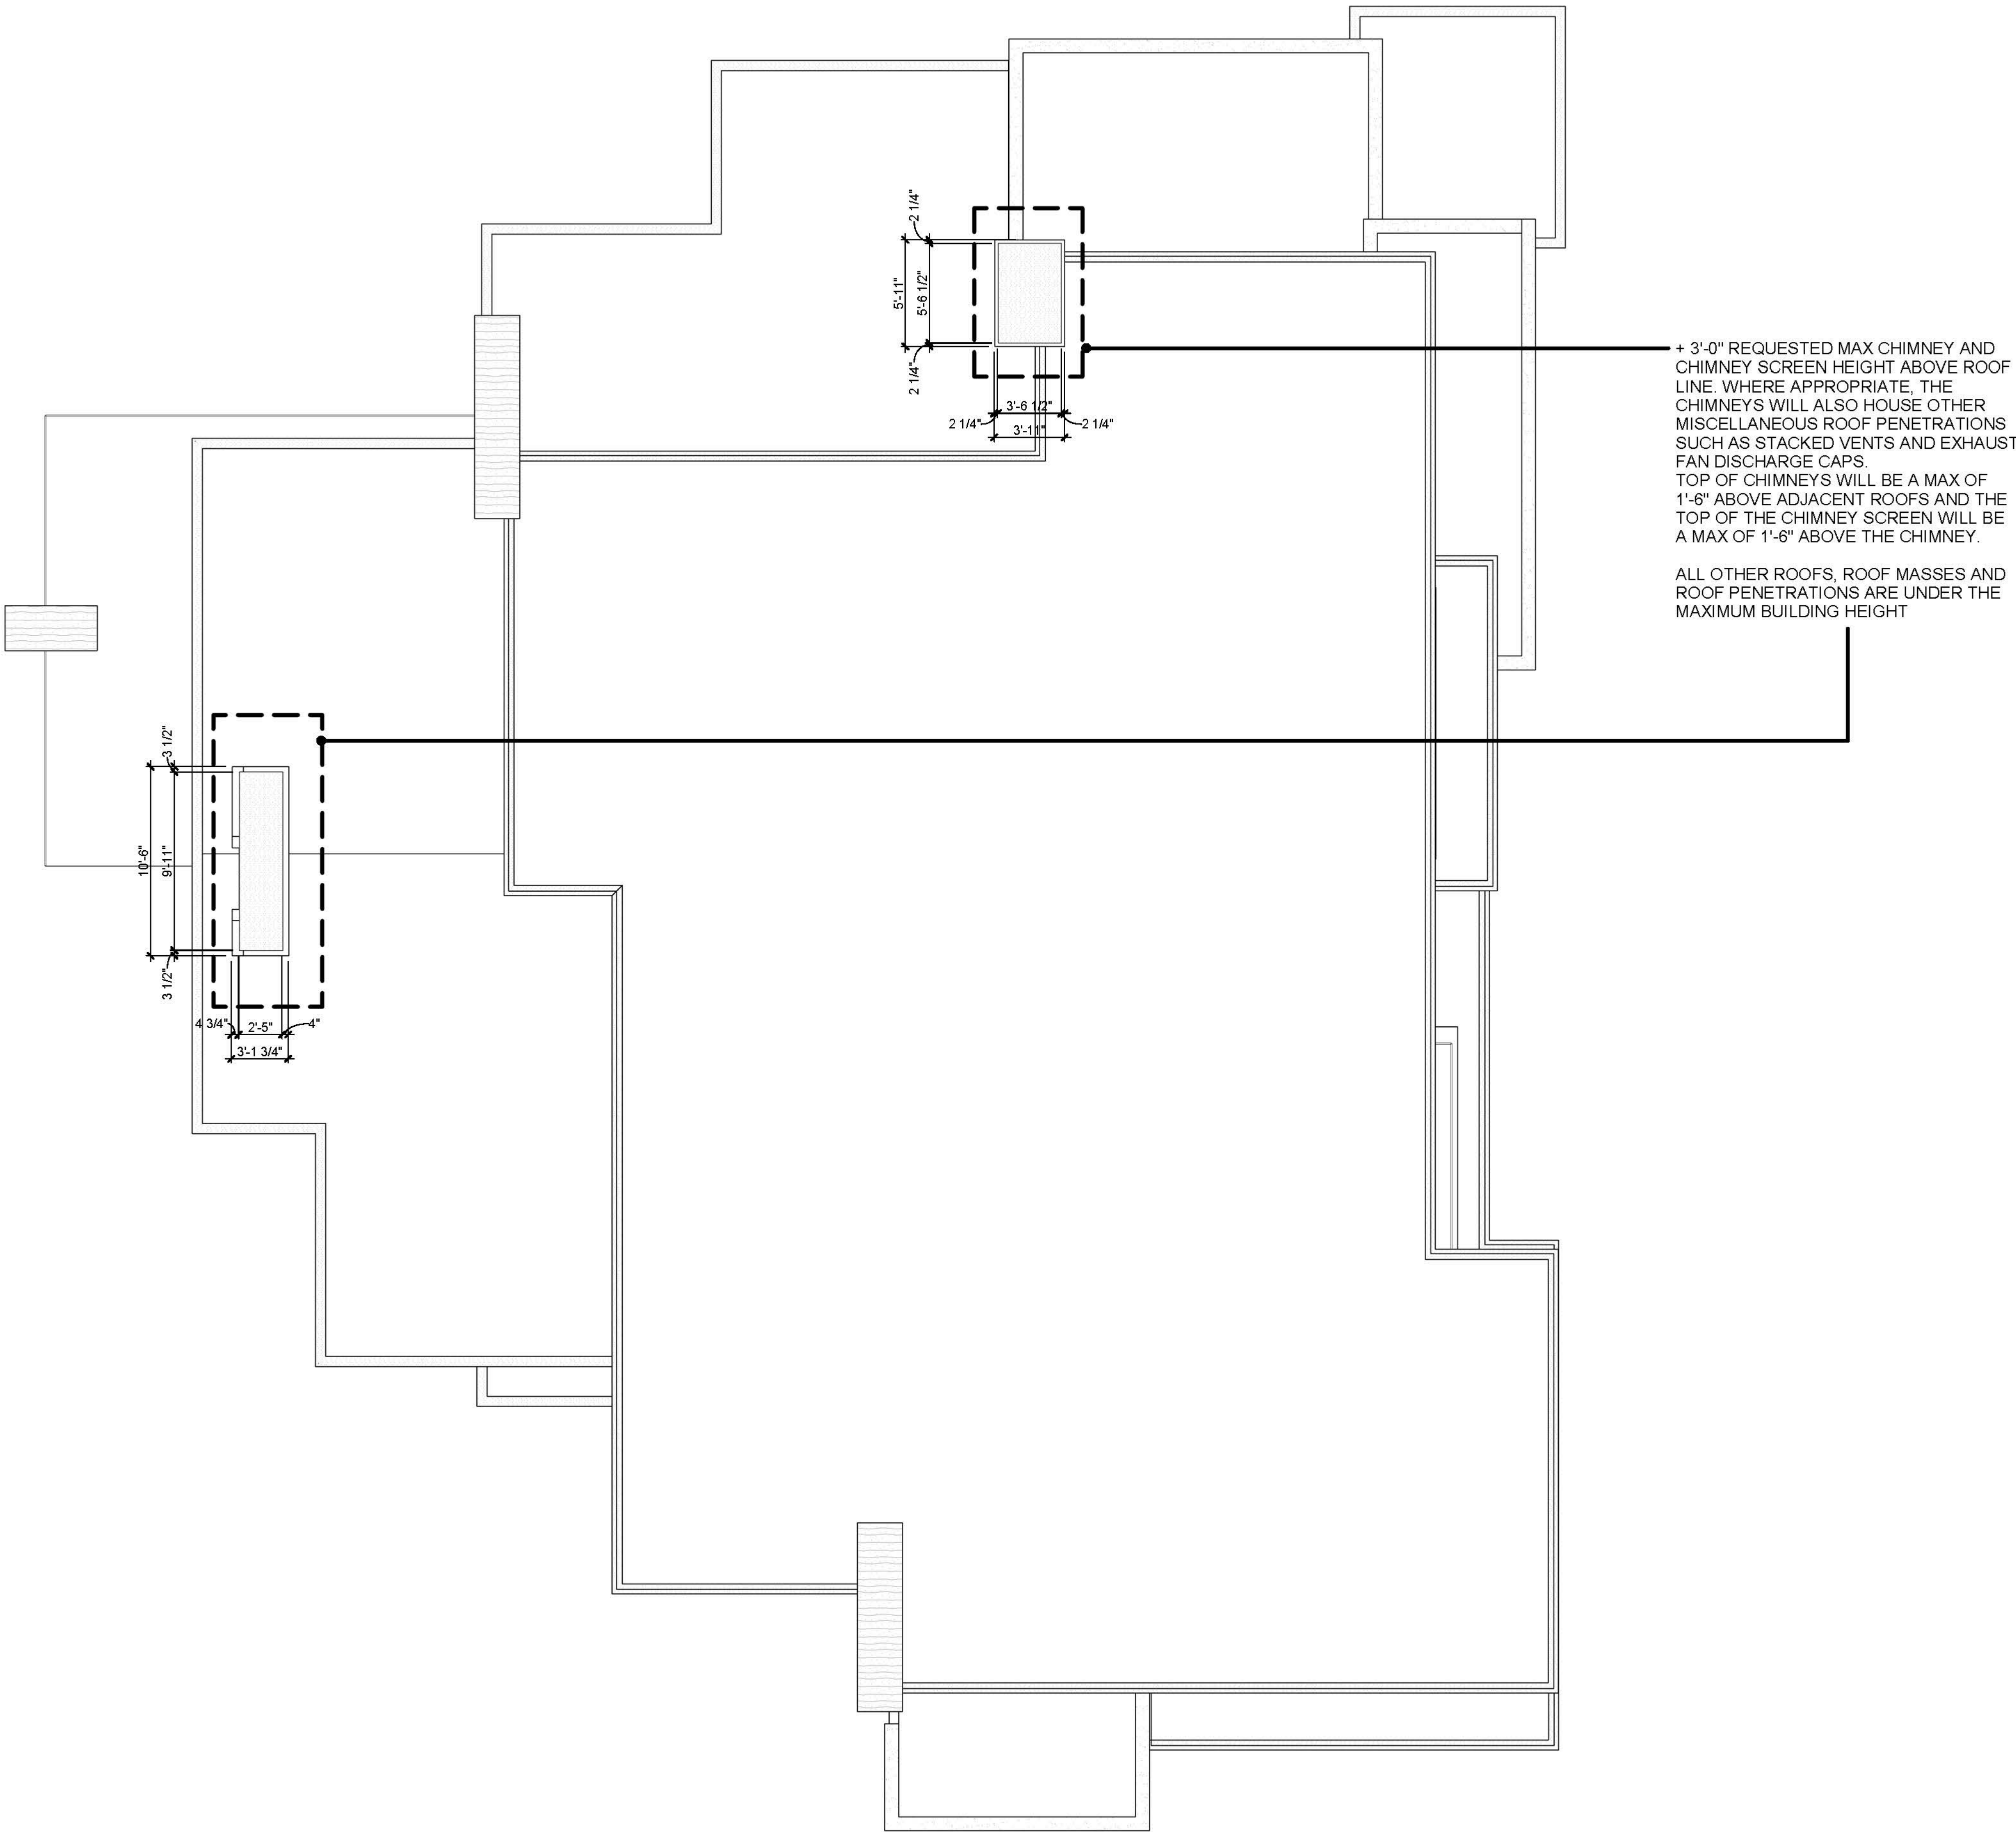 2 1/4"
5'-11"
5'-6 1/2"
2 1/4"
3'-6 1/2"
2 1/4"
2 1/4"
3'-11"
+ 3'-0" REQUESTED MAX CHIMNEY AND
CHIMNEY SCREEN HEIGHT ABOVE ROOF
LINE. WHERE APPROPRIATE, THE
CHIMNEYS WILL ALSO HOUSE OTHER
MISCELLANEOUS ROOF PENETRATIONS
SUCH AS STACKED VENTS AND EXHAUST
FAN DISCHARGE CAPS.
TOP OF CHIMNEYS WILL BE A MAX OF
1'-6" ABOVE ADJACENT ROOFS AND THE
TOP OF THE CHIMNEY SCREEN WILL BE
A MAX OF 1'-6" ABOVE THE CHIMNEY.
ALL OTHER ROOFS, ROOF MASSES AND
ROOF PENETRATIONS ARE UNDER THE
MAXIMUM BUILDING HEIGHT
3 1/2"
10'-6"
9'-11"
3 1/2"
4 3/4"
2'-5"
4"
3'-1 3/4"